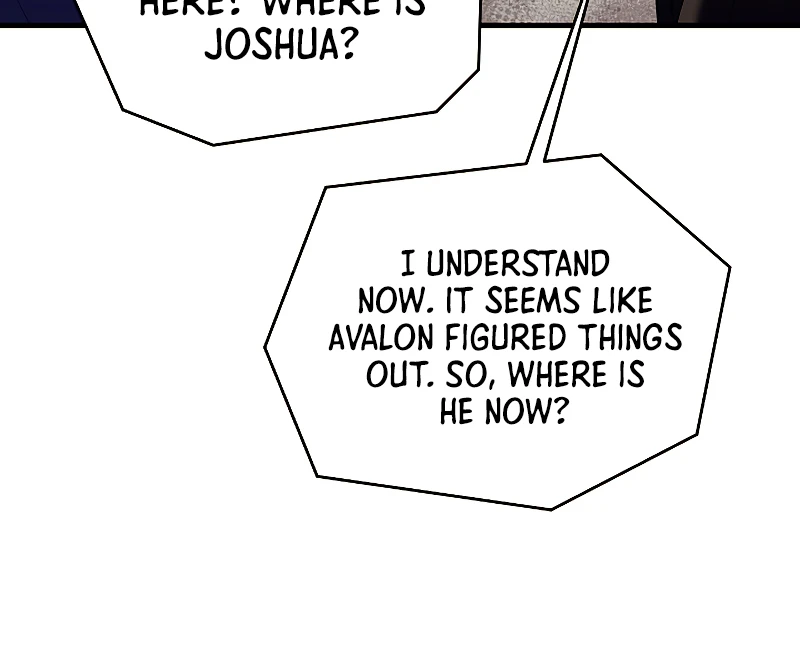 HERE? WHERE IS
JOSHUA?
I UNDERSTAND
NOW. IT SEEMS LIKE
AVALON FIGURED THINGS
OUT. SO, WHERE IS
HE NOW?